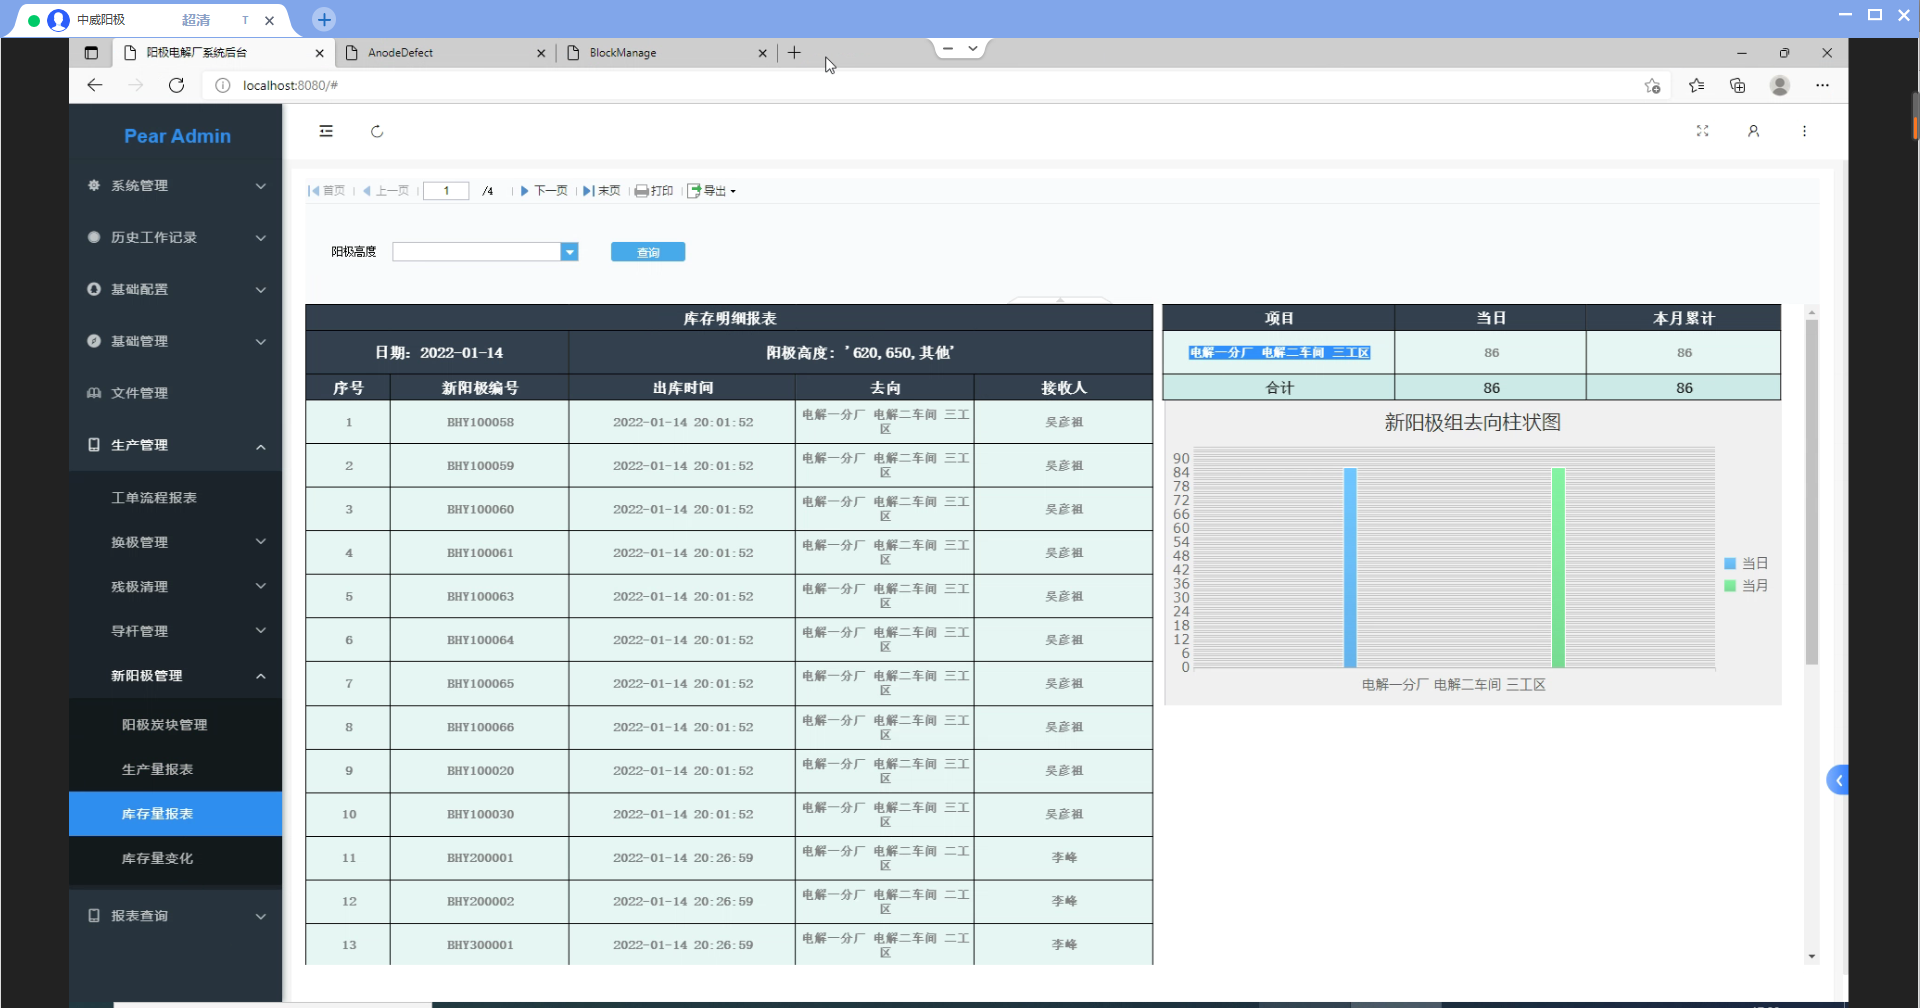 中威阳极 超清 T
阳极电解厂系统后台 AnodeDefect BlockManage
localhost:8080/#
Pear Admin
系统管理
历史工作记录
基础配置
基础管理
文件管理
生产管理
工单流程报表
换极管理
残极清理
导杆管理
新阳极管理
阳极炭块管理
生产量报表
库存量报表
库存量变化
报表查询
首页 上一页 1 /4 下一页 末页 打印 导出
阳极高度 查询
库存明细报表
日期: 2022-01-14 阳极高度: '620,650,其他'
序号 新阳极编号 出库时间 去向 接收人
1 BHY100058 2022-01-14 20:01:52 电解一分厂 电解二车间 三工区 吴彦祖
2 BHY100059 2022-01-14 20:01:52 电解一分厂 电解二车间 三工区 吴彦祖
3 BHY100060 2022-01-14 20:01:52 电解一分厂 电解二车间 三工区 吴彦祖
4 BHY100061 2022-01-14 20:01:52 电解一分厂 电解二车间 三工区 吴彦祖
5 BHY100063 2022-01-14 20:01:52 电解一分厂 电解二车间 三工区 吴彦祖
6 BHY100064 2022-01-14 20:01:52 电解一分厂 电解二车间 三工区 吴彦祖
7 BHY100065 2022-01-14 20:01:52 电解一分厂 电解二车间 三工区 吴彦祖
8 BHY100066 2022-01-14 20:01:52 电解一分厂 电解二车间 三工区 吴彦祖
9 BHY100020 2022-01-14 20:01:52 电解一分厂 电解二车间 三工区 吴彦祖
10 BHY100030 2022-01-14 20:01:52 电解一分厂 电解二车间 三工区 吴彦祖
11 BHY200001 2022-01-14 20:26:59 电解一分厂 电解二车间 二工区 李峰
12 BHY200002 2022-01-14 20:26:59 电解一分厂 电解二车间 二工区 李峰
13 BHY300001 2022-01-14 20:26:59 电解一分厂 电解二车间 二工区 李峰
项目 当日 本月累计
电解一分厂 电解二车间 三工区 86 86
合计 86 86
新阳极组去向柱状图
90
84
78
72
66
60
54
48
42
36
30
24
18
12
6
0
当日
当月
电解一分厂 电解二车间 三工区